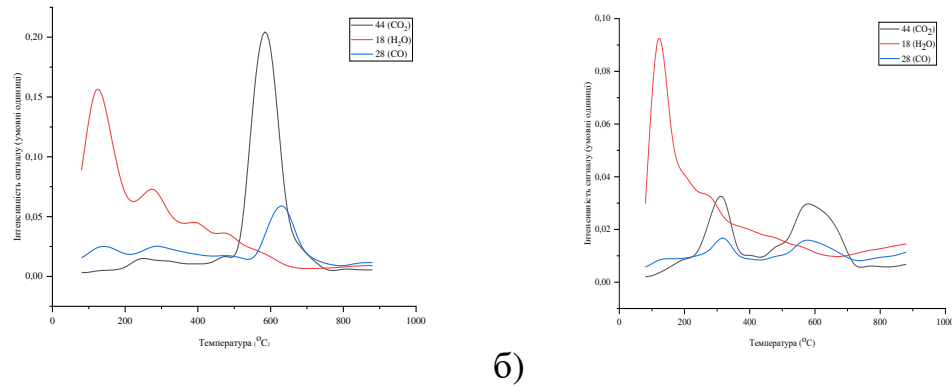 44 (CO₂)
18 (H₂O)
28 (CO)
0,20
0,15
0,10
0,05
0,00
Інтенсивність сигналу (умовні одиниці)
0 200 400 600 800 1000
Температура (°C)
б)
44 (CO₂)
18 (H₂O)
28 (CO)
0,10
0,08
0,06
0,04
0,02
0,00
Інтенсивність сигналу (умовні одиниці)
0 200 400 600 800 1000
Температура (°C)